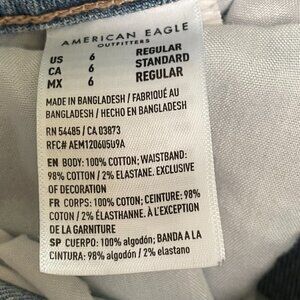 AMERICAN EAGLE
OUTFITTERS
US 6 REGULAR
CA 6 STANDARD
MX 6 REGULAR
MADE IN BANGLADESH / FABRIQUÉ AU
BANGLADESH / HECHO EN BANGLADESH
RN 54485 / CA 03873
RFC# AEM120605U9A
EN BODY: 100% COTTON; WAISTBAND:
98% COTTON / 2% ELASTANE. EXCLUSIVE
OF DECORATION
FR CORPS: 100% COTON; CEINTURE: 98%
COTON / 2% ÉLASTHANNE. À L'EXCEPTION
DE LA GARNITURE
SP CUERPO: 100% algodón; BANDA A LA
CINTURA: 98% algodón / 2% elastano